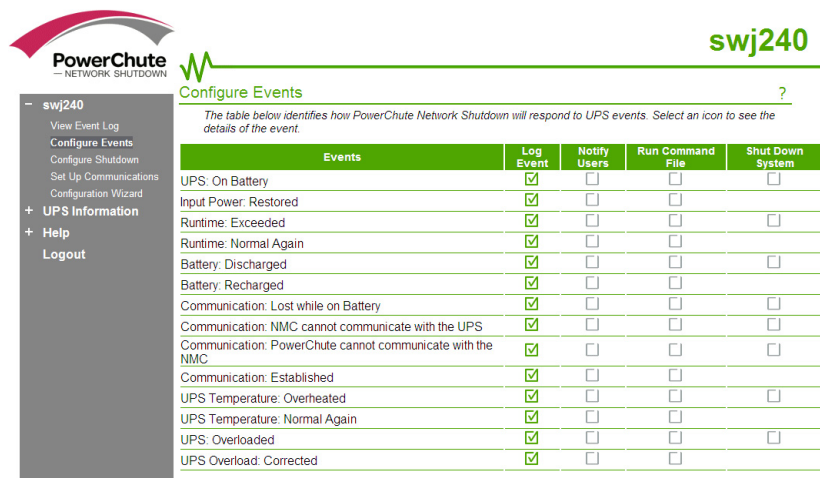 PowerChute
NETWORK SHUTDOWN
swj240
− swj240
View Event Log
Configure Events
Configure Shutdown
Set Up Communications
Configuration Wizard
+ UPS Information
+ Help
Logout
Configure Events ?
The table below identifies how PowerChute Network Shutdown will respond to UPS events. Select an icon to see the
details of the event.
Events Log Event Notify Users Run Command File Shut Down System
UPS: On Battery
Input Power: Restored
Runtime: Exceeded
Runtime: Normal Again
Battery: Discharged
Battery: Recharged
Communication: Lost while on Battery
Communication: NMC cannot communicate with the UPS
Communication: PowerChute cannot communicate with the
NMC
Communication: Established
UPS Temperature: Overheated
UPS Temperature: Normal Again
UPS: Overloaded
UPS Overload: Corrected